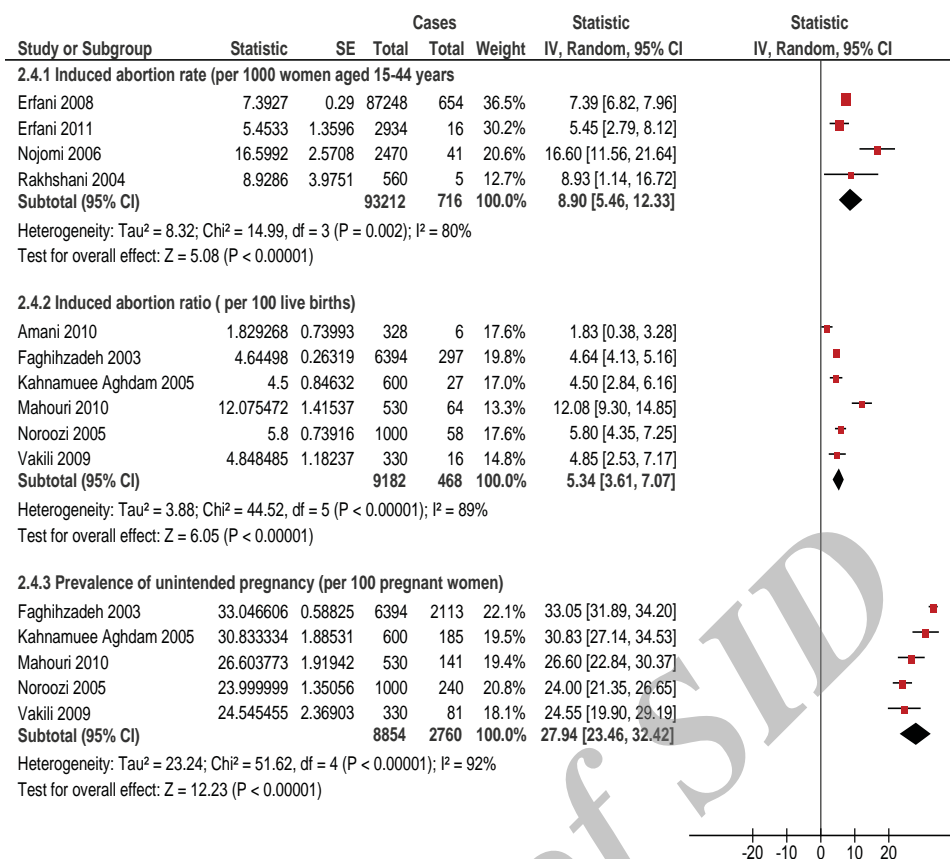 Cases Statistic Statistic
Study or Subgroup Statistic SE Total Total Weight IV, Random, 95% CI IV, Random, 95% CI
2.4.1 Induced abortion rate (per 1000 women aged 15-44 years
Erfani 2008 7.3927 0.29 87248 654 36.5% 7.39 [6.82, 7.96]
Erfani 2011 5.4533 1.3596 2934 16 30.2% 5.45 [2.79, 8.12]
Nojomi 2006 16.5992 2.5708 2470 41 20.6% 16.60 [11.56, 21.64]
Rakhshani 2004 8.9286 3.9751 560 5 12.7% 8.93 [1.14, 16.72]
Subtotal (95% CI) 93212 716 100.0% 8.90 [5.46, 12.33]
Heterogeneity: Tau² = 8.32; Chi² = 14.99, df = 3 (P = 0.002); I² = 80%
Test for overall effect: Z = 5.08 (P < 0.00001)
2.4.2 Induced abortion ratio ( per 100 live births)
Amani 2010 1.829268 0.73993 328 6 17.6% 1.83 [0.38, 3.28]
Faghihzadeh 2003 4.64498 0.26319 6394 297 19.8% 4.64 [4.13, 5.16]
Kahnamuee Aghdam 2005 4.5 0.84632 600 27 17.0% 4.50 [2.84, 6.16]
Mahouri 2010 12.075472 1.41537 530 64 13.3% 12.08 [9.30, 14.85]
Noroozi 2005 5.8 0.73916 1000 58 17.6% 5.80 [4.35, 7.25]
Vakili 2009 4.848485 1.18237 330 16 14.8% 4.85 [2.53, 7.17]
Subtotal (95% CI) 9182 468 100.0% 5.34 [3.61, 7.07]
Heterogeneity: Tau² = 3.88; Chi² = 44.52, df = 5 (P < 0.00001); I² = 89%
Test for overall effect: Z = 6.05 (P < 0.00001)
2.4.3 Prevalence of unintended pregnancy (per 100 pregnant women)
Faghihzadeh 2003 33.046606 0.58825 6394 2113 22.1% 33.05 [31.89, 34.20]
Kahnamuee Aghdam 2005 30.833334 1.88531 600 185 19.5% 30.83 [27.14, 34.53]
Mahouri 2010 26.603773 1.91942 530 141 19.4% 26.60 [22.84, 30.37]
Noroozi 2005 23.999999 1.35056 1000 240 20.8% 24.00 [21.35, 26.65]
Vakili 2009 24.545455 2.36903 330 81 18.1% 24.55 [19.90, 29.19]
Subtotal (95% CI) 8854 2760 100.0% 27.94 [23.46, 32.42]
Heterogeneity: Tau² = 23.24; Chi² = 51.62, df = 4 (P < 0.00001); I² = 92%
Test for overall effect: Z = 12.23 (P < 0.00001)
-20 -10 0 10 20
of SID